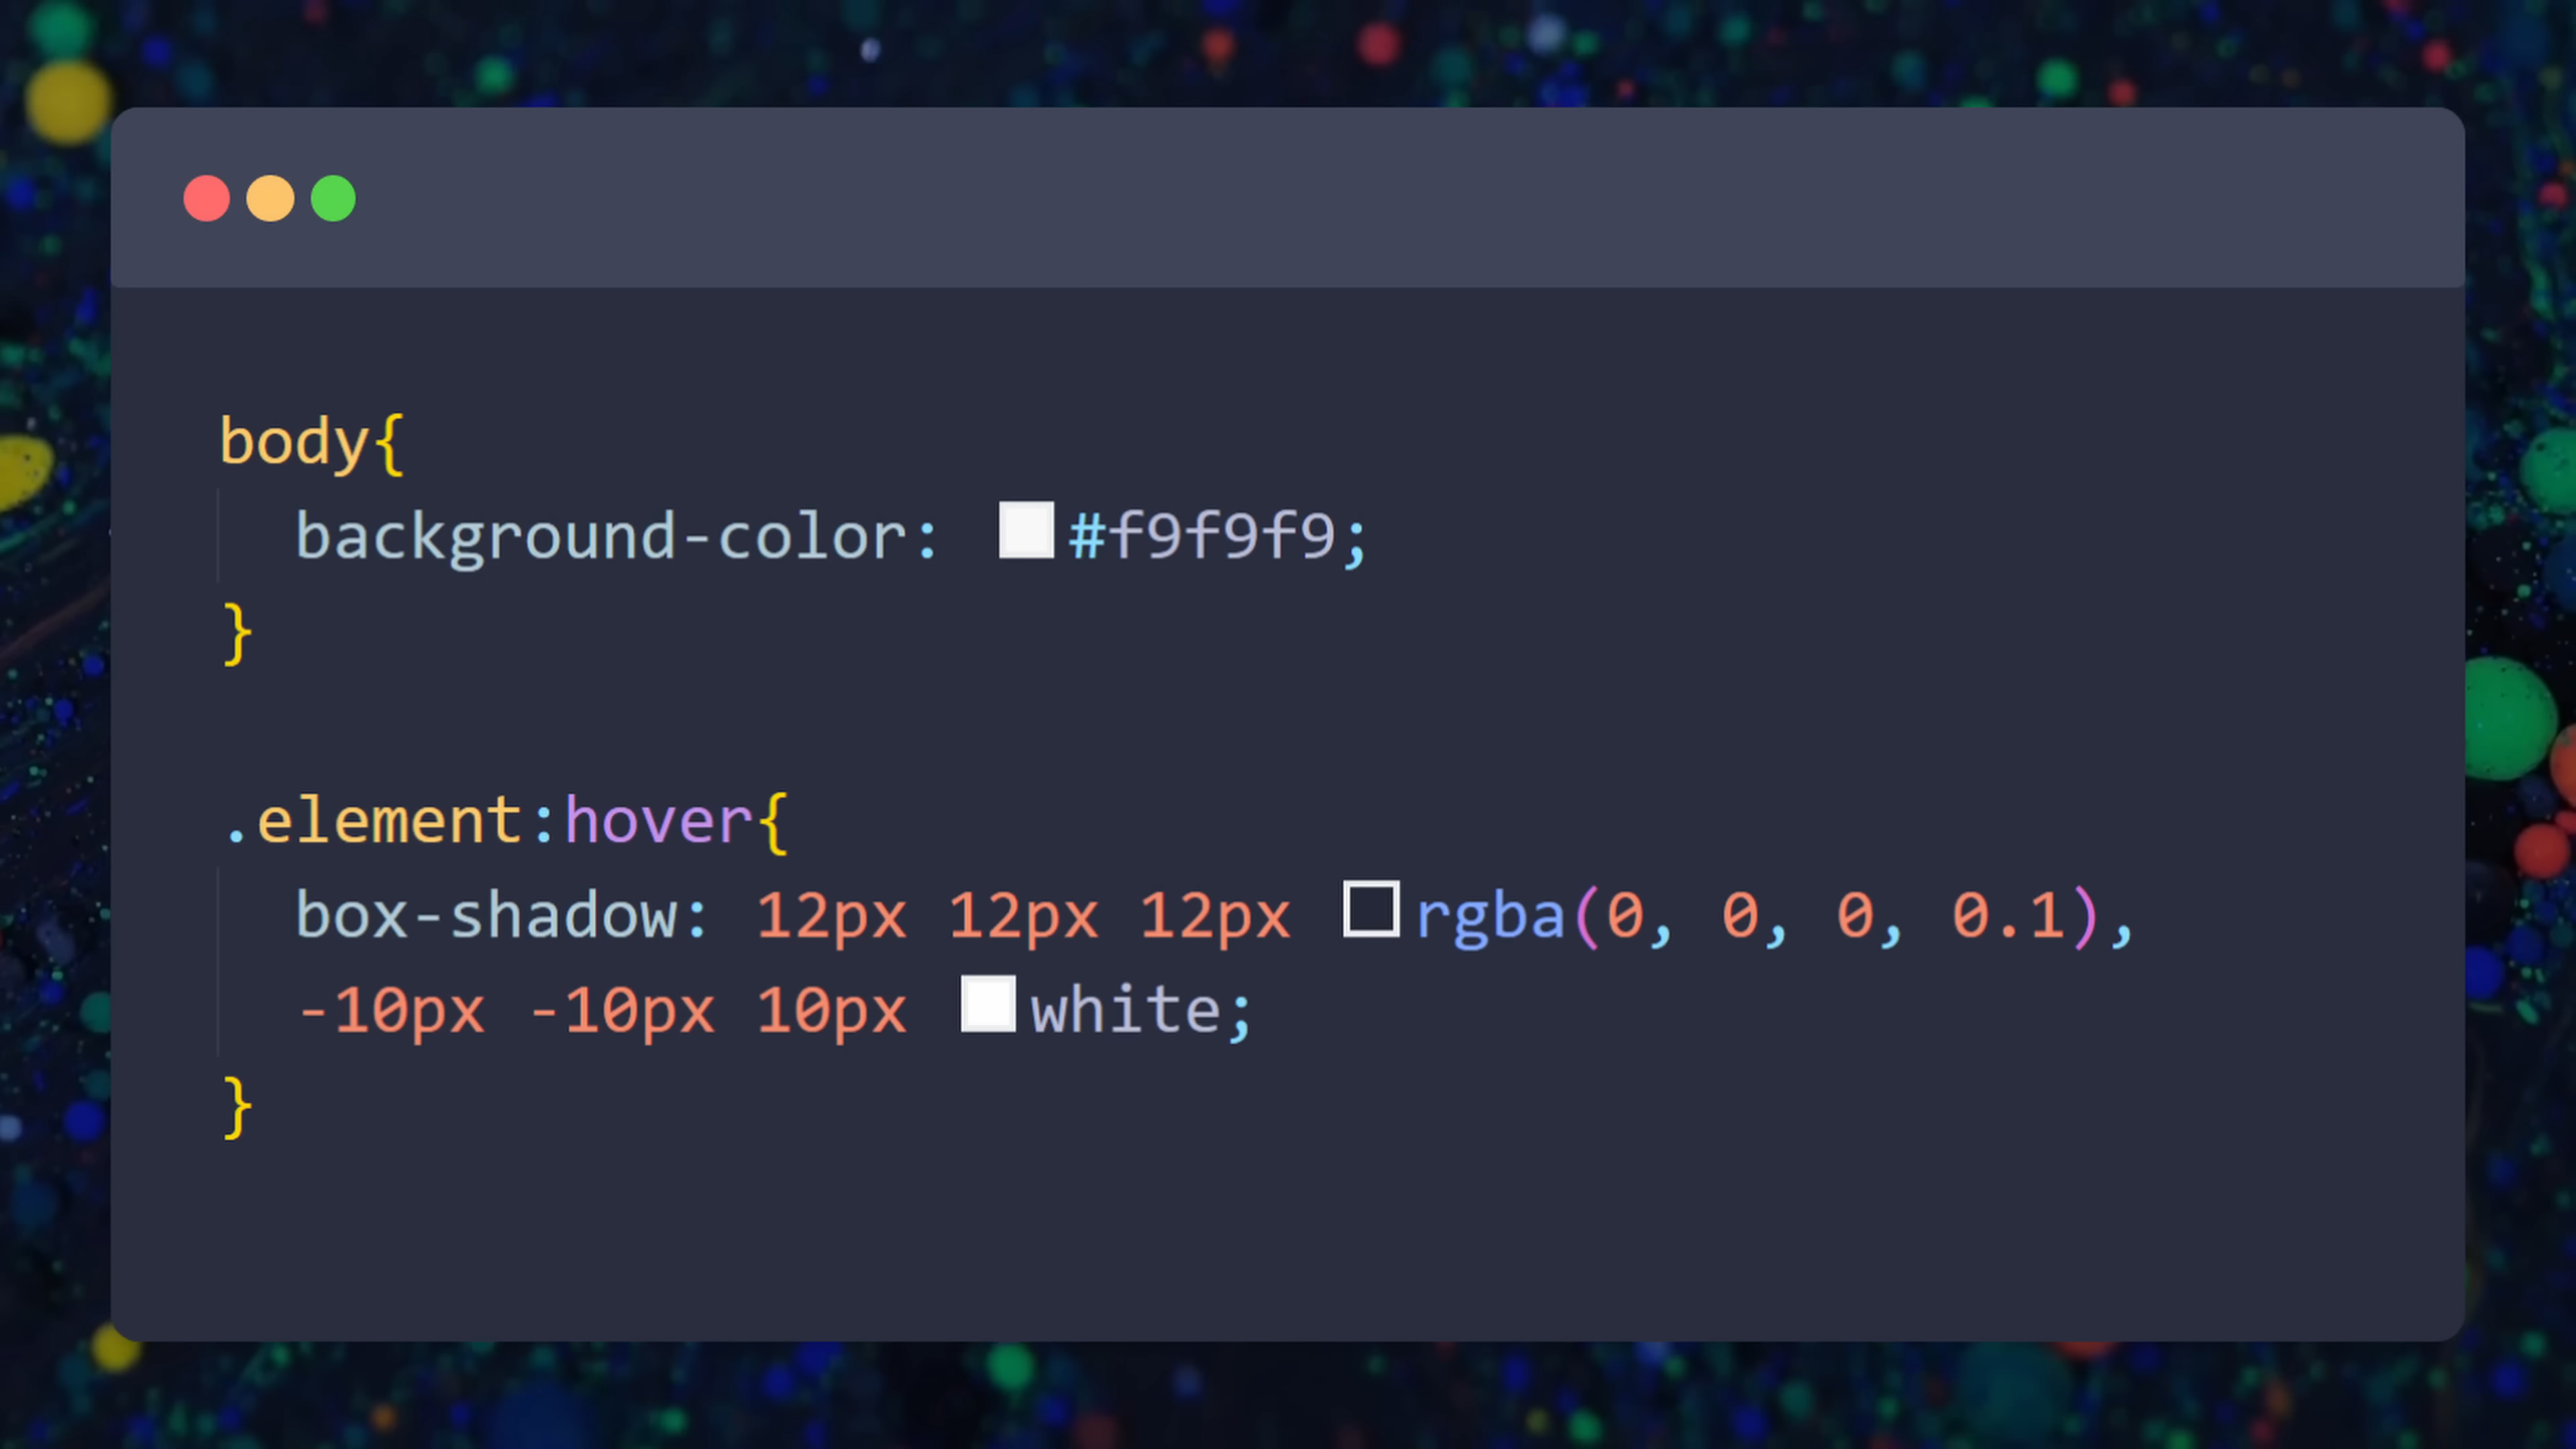 body{
background-color: #f9f9f9;
}
.element:hover{
box-shadow: 12px 12px 12px rgba(0, 0, 0, 0.1),
-10px -10px 10px white;
}